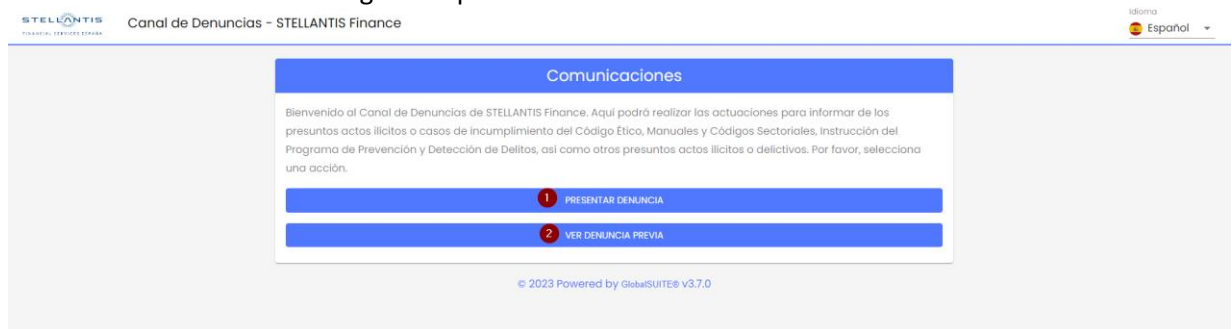 STELLANTIS
FINANCIAL SERVICES ESPAÑA
Canal de Denuncias - STELLANTIS Finance
Idioma
Español
Comunicaciones
Bienvenido al Canal de Denuncias de STELLANTIS Finance. Aquí podrá realizar las actuaciones para informar de los
presuntos actos ilícitos o casos de incumplimiento del Código Ético, Manuales y Códigos Sectoriales, Instrucción del
Programa de Prevención y Detección de Delitos, así como otros presuntos actos ilícitos o delictivos. Por favor, selecciona
una acción.
1 PRESENTAR DENUNCIA
2 VER DENUNCIA PREVIA
© 2023 Powered by GlobalSUITE® v3.7.0